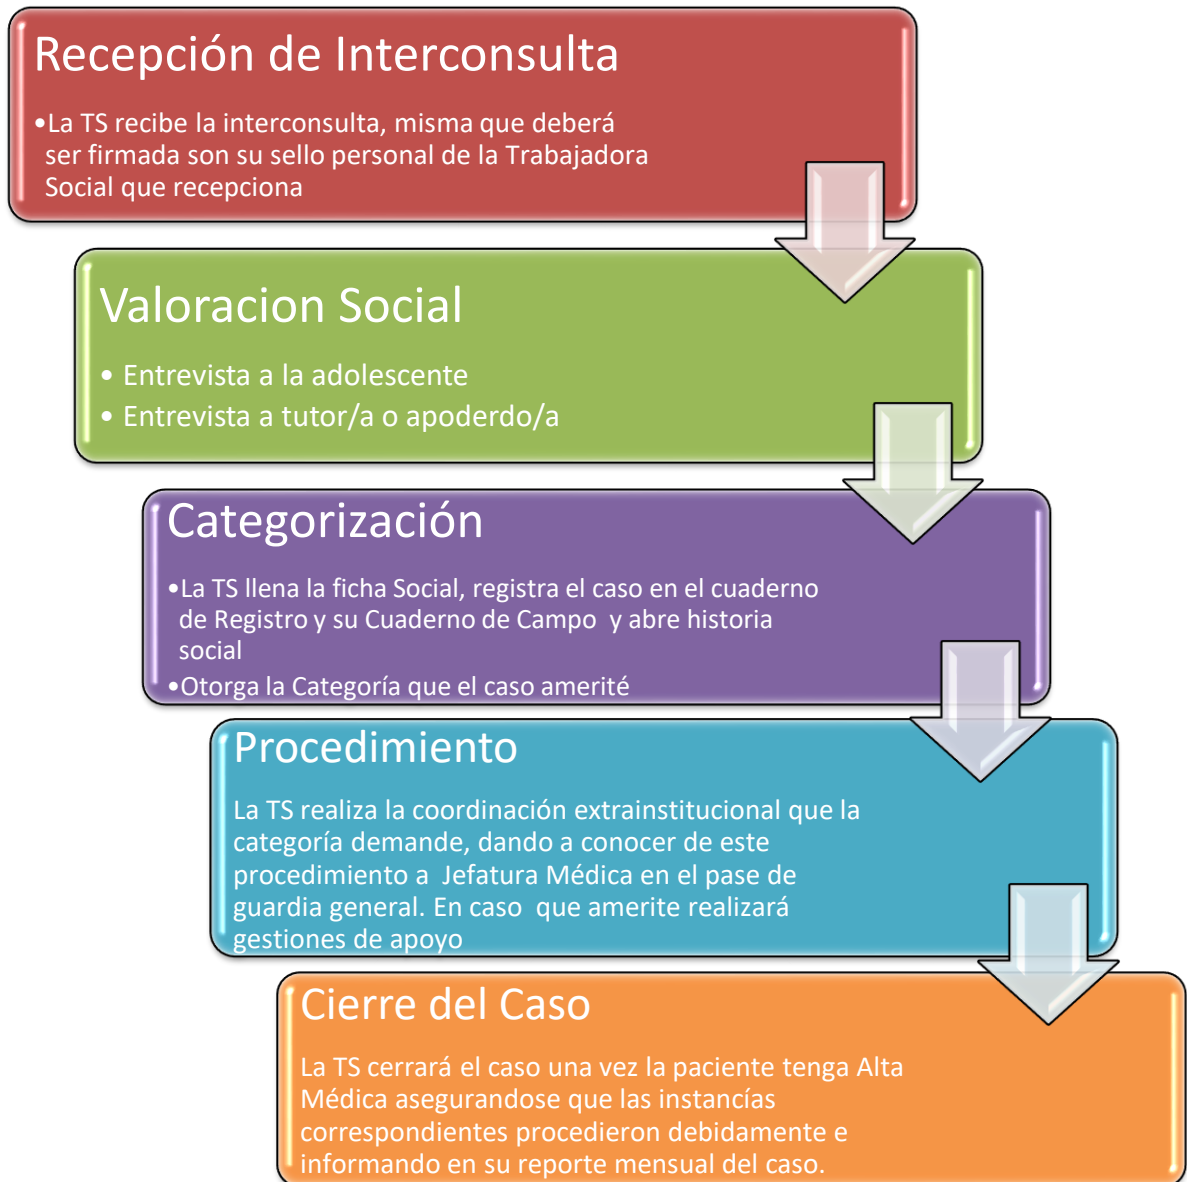 Recepción de Interconsulta
•La TS recibe la interconsulta, misma que deberá
ser firmada son su sello personal de la Trabajadora
Social que recepciona
Valoracion Social
• Entrevista a la adolescente
• Entrevista a tutor/a o apoderdo/a
Categorización
•La TS llena la ficha Social, registra el caso en el cuaderno
de Registro y su Cuaderno de Campo y abre historia
social
•Otorga la Categoría que el caso amerité
Procedimiento
La TS realiza la coordinación extrainstitucional que la
categoría demande, dando a conocer de este
procedimiento a Jefatura Médica en el pase de
guardia general. En caso que amerite realizará
gestiones de apoyo
Cierre del Caso
La TS cerrará el caso una vez la paciente tenga Alta
Médica asegurandose que las instancías
correspondientes procedieron debidamente e
informando en su reporte mensual del caso.